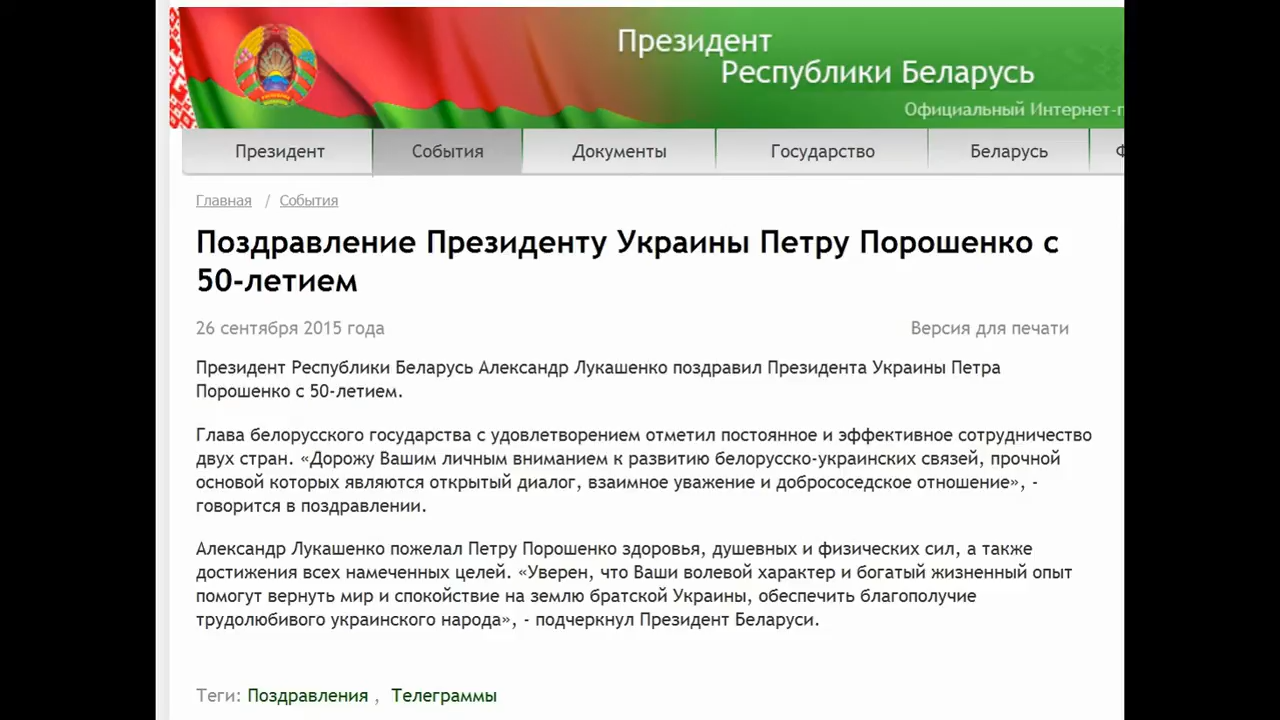 Президент
Республики Беларусь
Официальный Интернет-п
Президент События Документы Государство Беларусь Ф
Главная / События
Поздравление Президенту Украины Петру Порошенко с
50-летием
26 сентября 2015 года Версия для печати
Президент Республики Беларусь Александр Лукашенко поздравил Президента Украины Петра
Порошенко с 50-летием.
Глава белорусского государства с удовлетворением отметил постоянное и эффективное сотрудничество
двух стран. «Дорожу Вашим личным вниманием к развитию белорусско-украинских связей, прочной
основой которых являются открытый диалог, взаимное уважение и добрососедское отношение», -
говорится в поздравлении.
Александр Лукашенко пожелал Петру Порошенко здоровья, душевных и физических сил, а также
достижения всех намеченных целей. «Уверен, что Ваши волевой характер и богатый жизненный опыт
помогут вернуть мир и спокойствие на землю братской Украины, обеспечить благополучие
трудолюбивого украинского народа», - подчеркнул Президент Беларуси.
Теги: Поздравления , Телеграммы